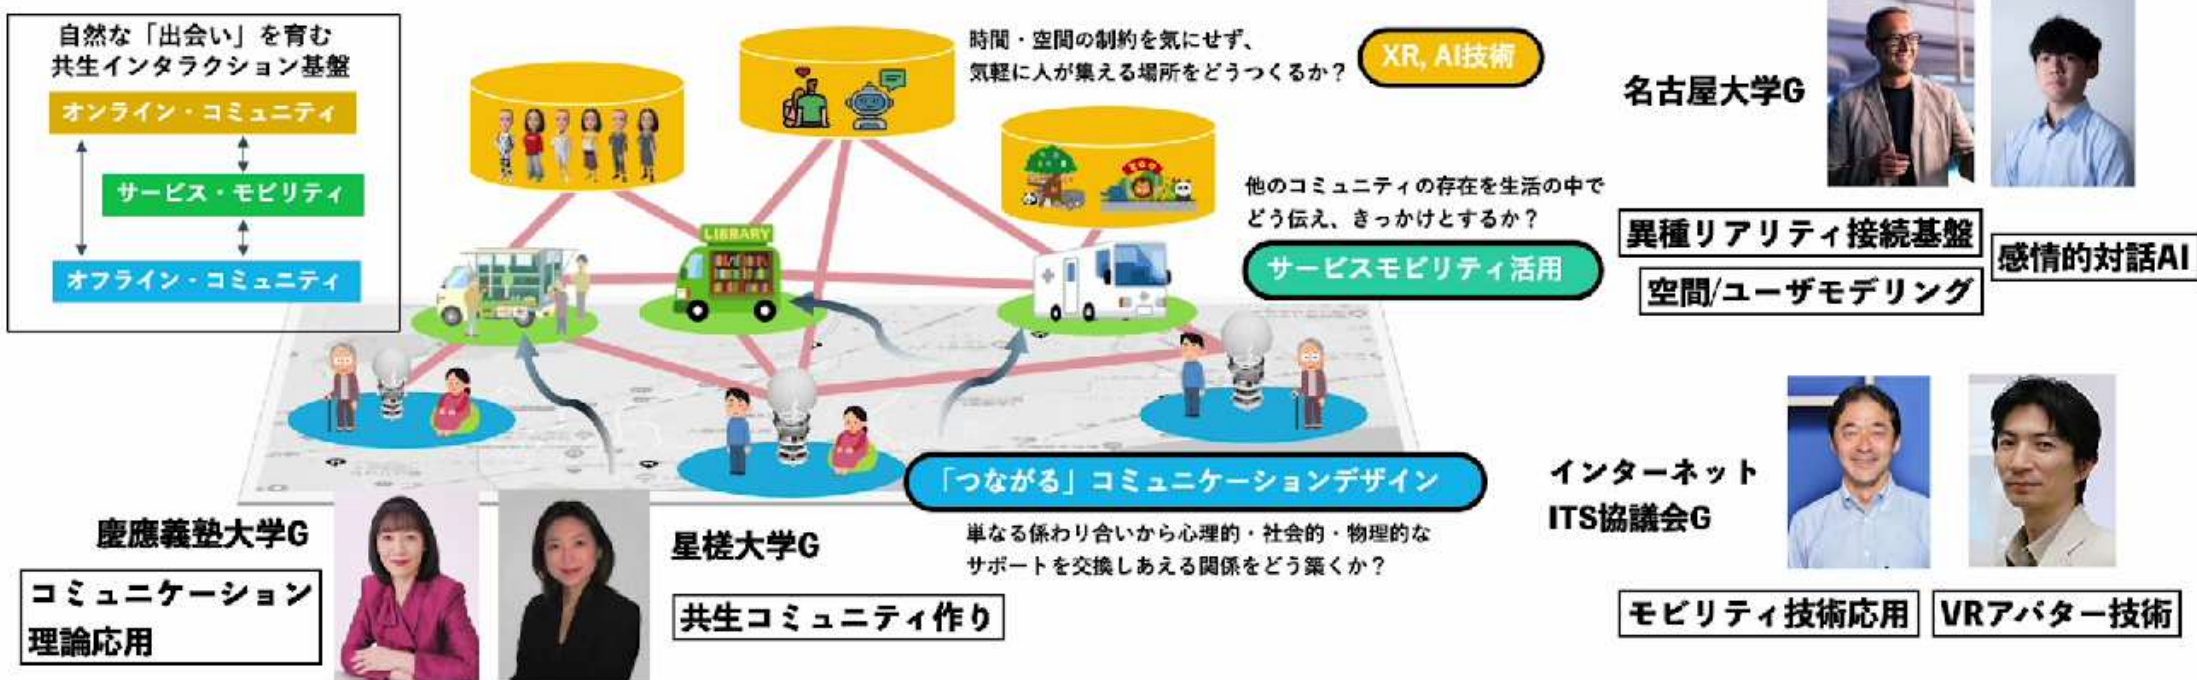 自然な「出会い」を育む
共生インタラクション基盤
オンライン・コミュニティ
サービス・モビリティ
オフライン・コミュニティ
時間・空間の制約を気にせず、
気軽に人が集える場所をどうつくるか？
XR, AI技術
他のコミュニティの存在を生活の中で
どう伝え、きっかけとするか？
サービスモビリティ活用
LIBRARY
ZOO
名古屋大学G
異種リアリティ接続基盤
空間/ユーザモデリング
感情的対話AI
「つながる」コミュニケーションデザイン
単なる係わり合いから心理的・社会的・物理的な
サポートを交換しあえる関係をどう築くか？
慶應義塾大学G
コミュニケーション
理論応用
星槎大学G
共生コミュニティ作り
インターネット
ITS協議会G
モビリティ技術応用
VRアバター技術